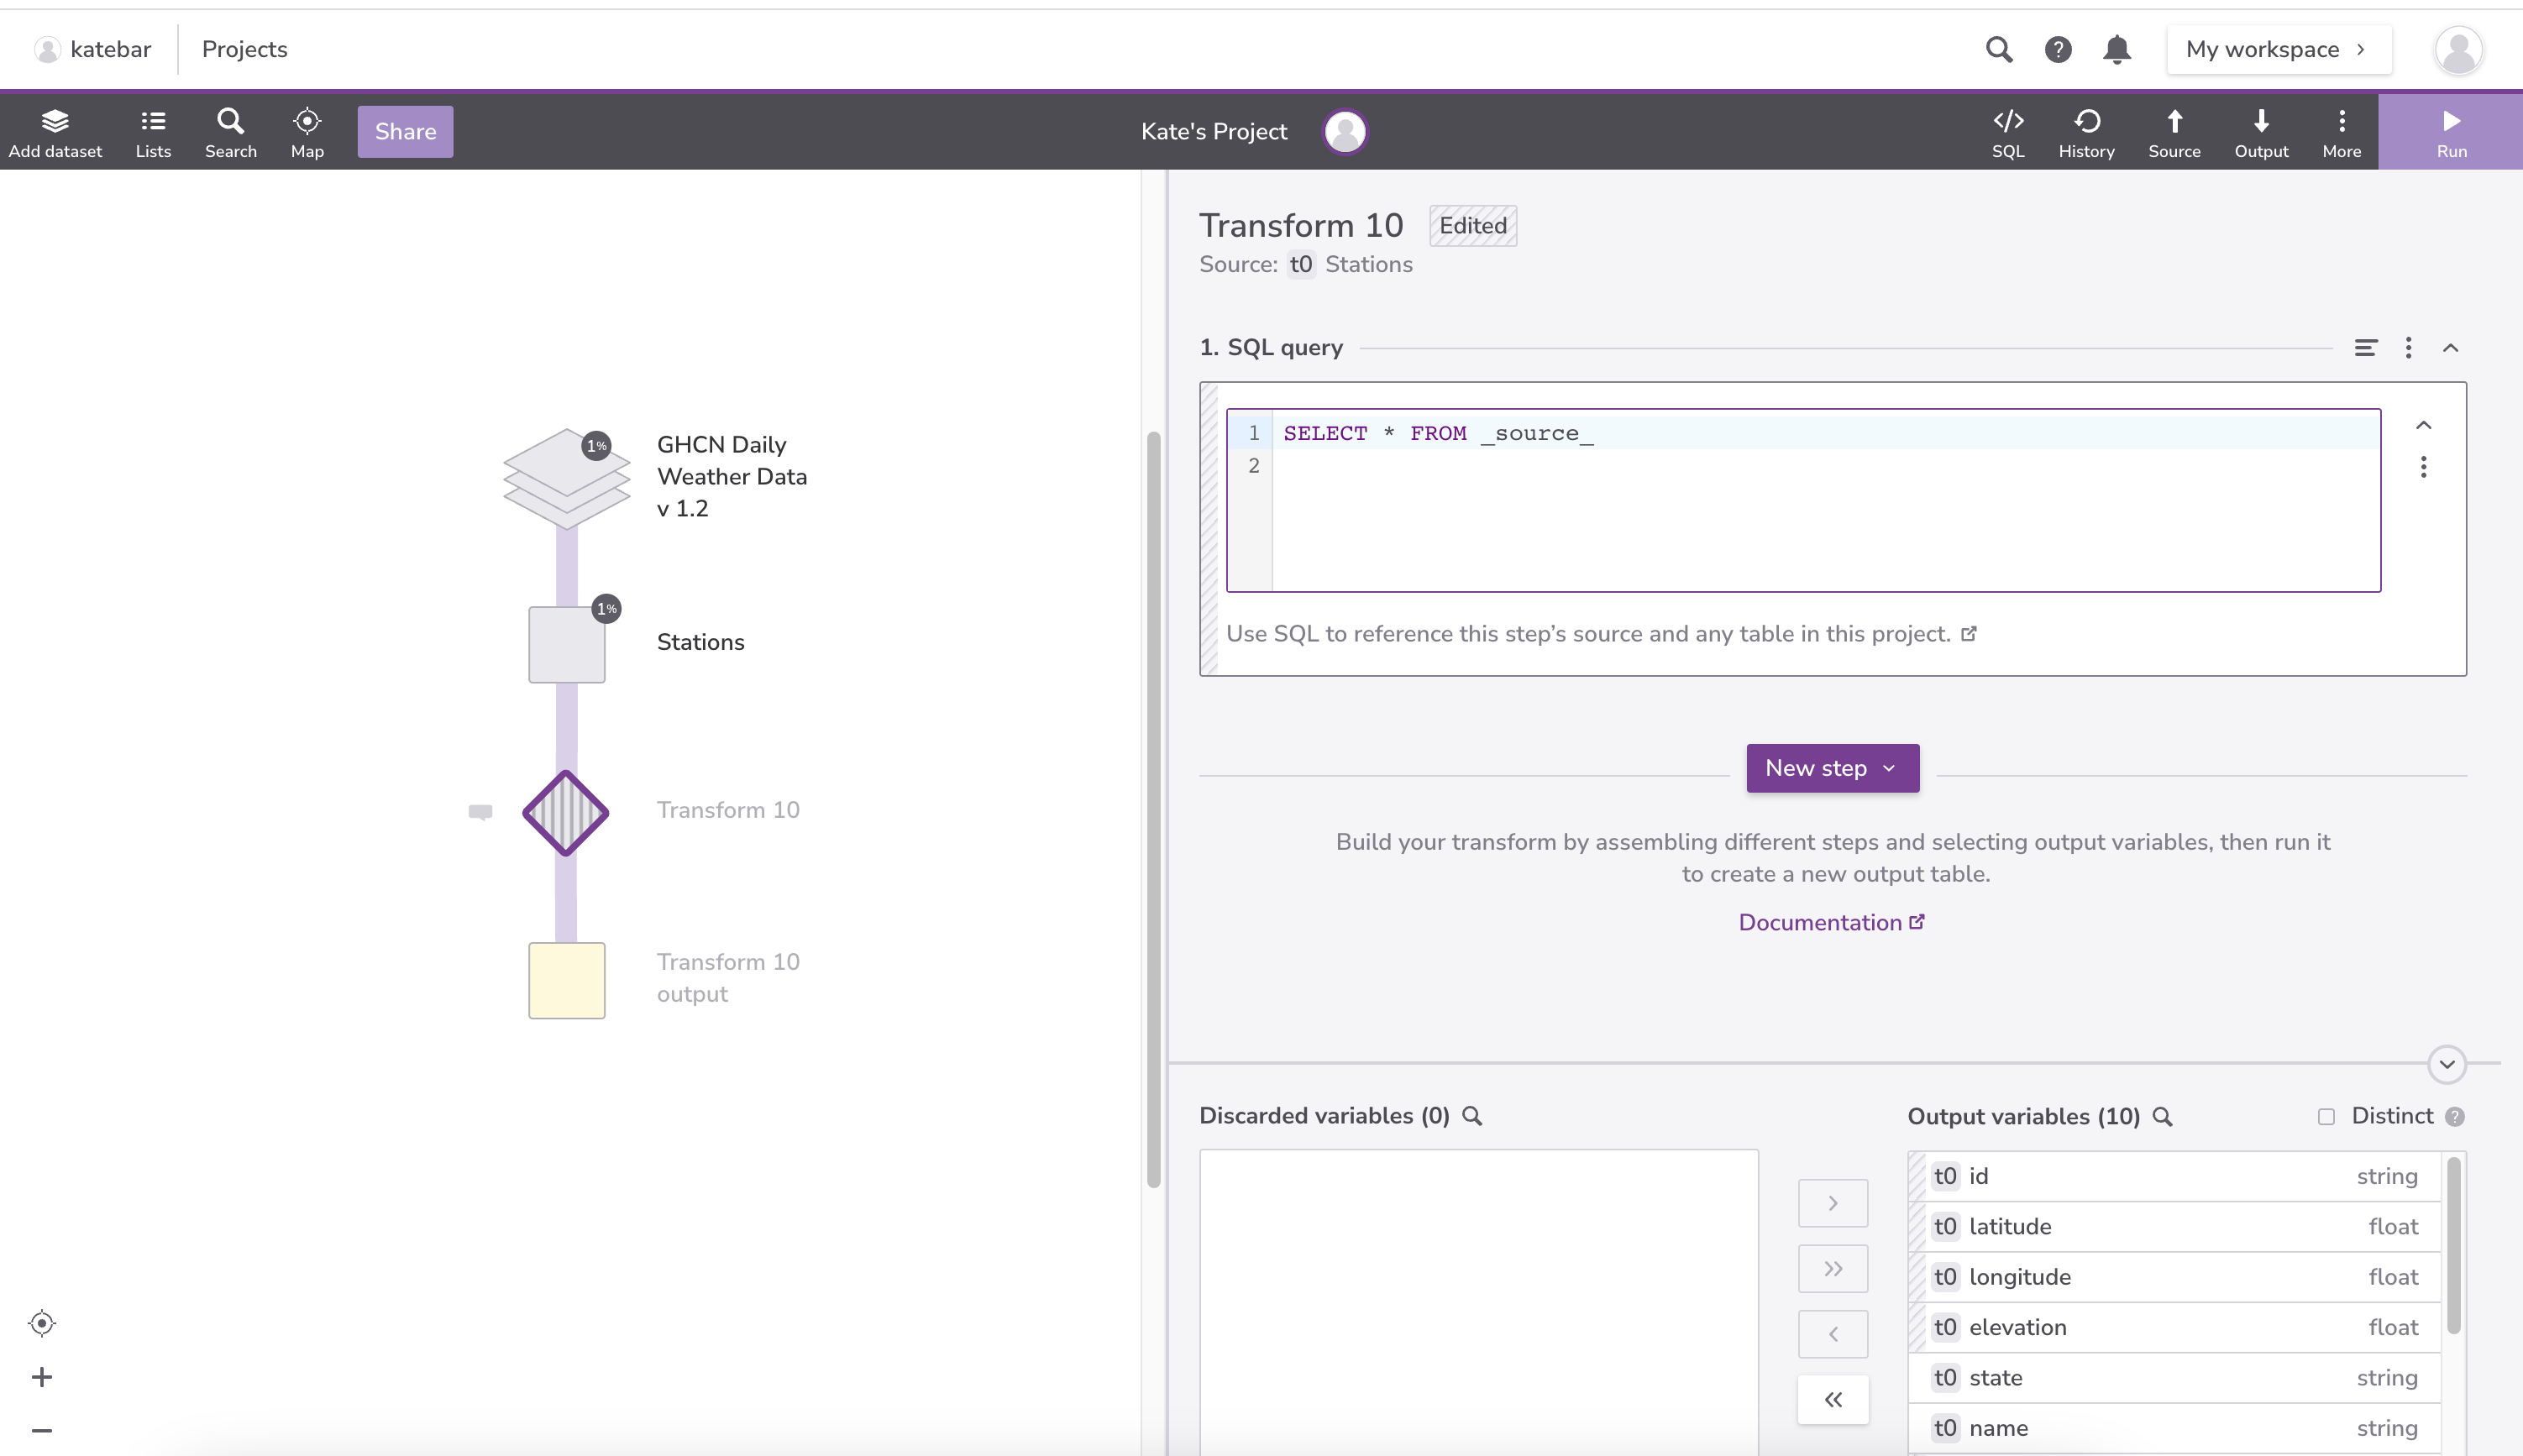 katebar
Projects
My workspace
Add dataset
Lists
Search
Map
Share
Kate's Project
SQL
History
Source
Output
More
Run
GHCN Daily
Weather Data
v 1.2
1%
Stations
1%
Transform 10
Transform 10
output
Transform 10
Edited
Source: t0 Stations
1. SQL query
1 SELECT * FROM _source_
2
Use SQL to reference this step’s source and any table in this project.
New step
Build your transform by assembling different steps and selecting output variables, then run it
to create a new output table.
Documentation
Discarded variables (0)
Output variables (10)
Distinct ?
t0 id string
t0 latitude float
t0 longitude float
t0 elevation float
t0 state string
t0 name string